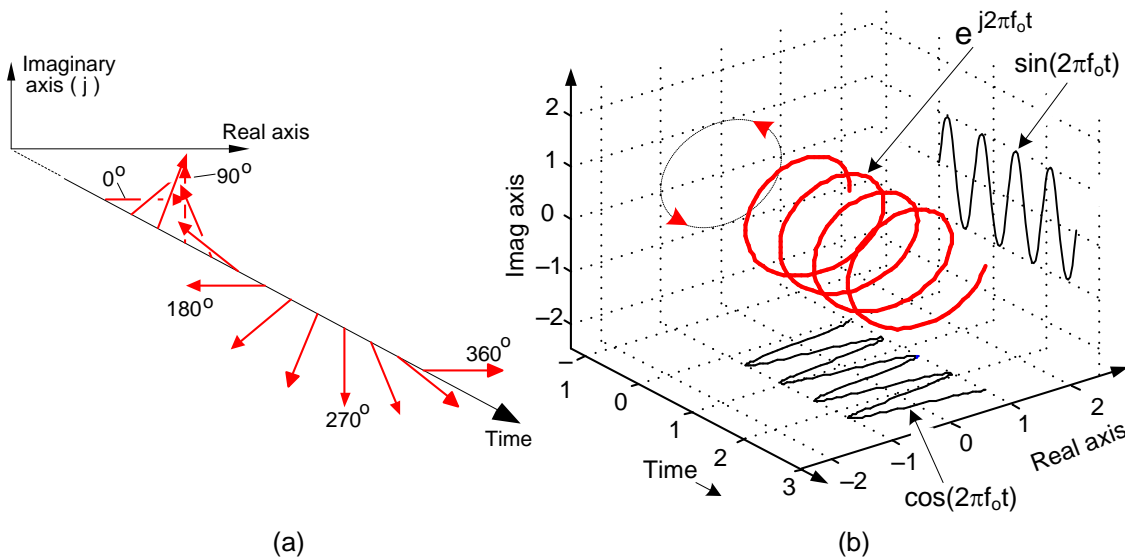 Imaginary
axis ( j )
Real axis
0°
90°
180°
270°
360°
Time
(a)
e^{j2πf₀t}
sin(2πf₀t)
Imag axis
2
1
0
–1
–2
–1
0
1
2
3
Time
–2
–1
0
1
2
Real axis
cos(2πf₀t)
(b)